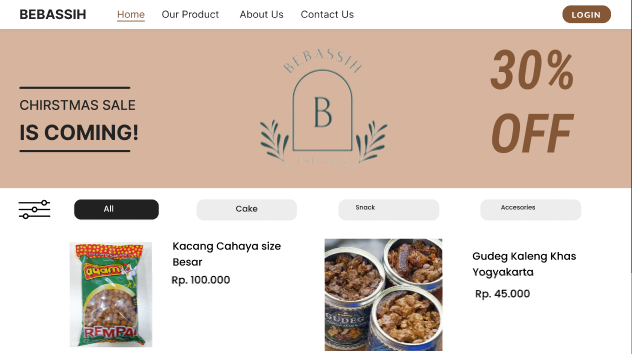 BEBASSIH
Home
Our Product
About Us
Contact Us
LOGIN
CHIRSTMAS SALE
IS COMING!
BEBASSIH
B
30%
OFF
All
Cake
Snack
Accesories
ayam
REMPA
Kacang Cahaya size
Besar
Rp. 100.000
GUDEG
Gudeg Kaleng Khas
Yogyakarta
Rp. 45.000